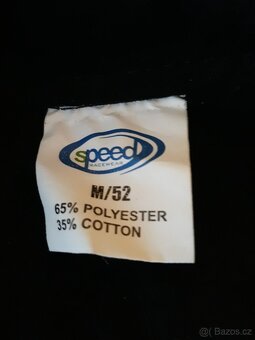 speed
RACEWEAR
M/52
65% POLYESTER
35% COTTON
© Bazos.cz